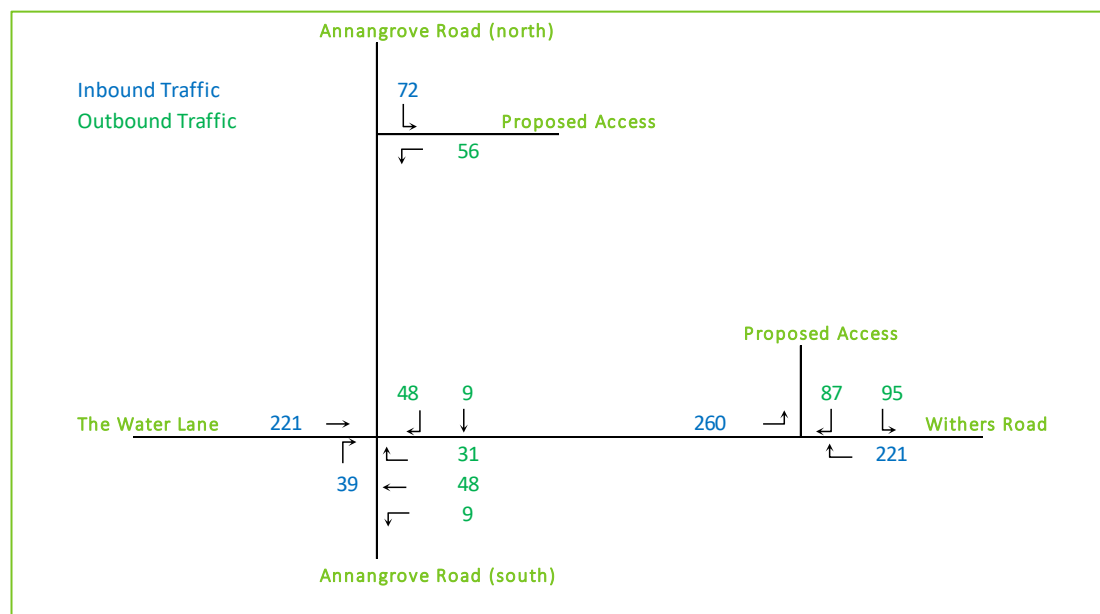 Annangrove Road (north)
Inbound Traffic
72
Outbound Traffic
Proposed Access
56
Proposed Access
48 9
87 95
The Water Lane
221
260
Withers Road
31
221
39
48
9
Annangrove Road (south)